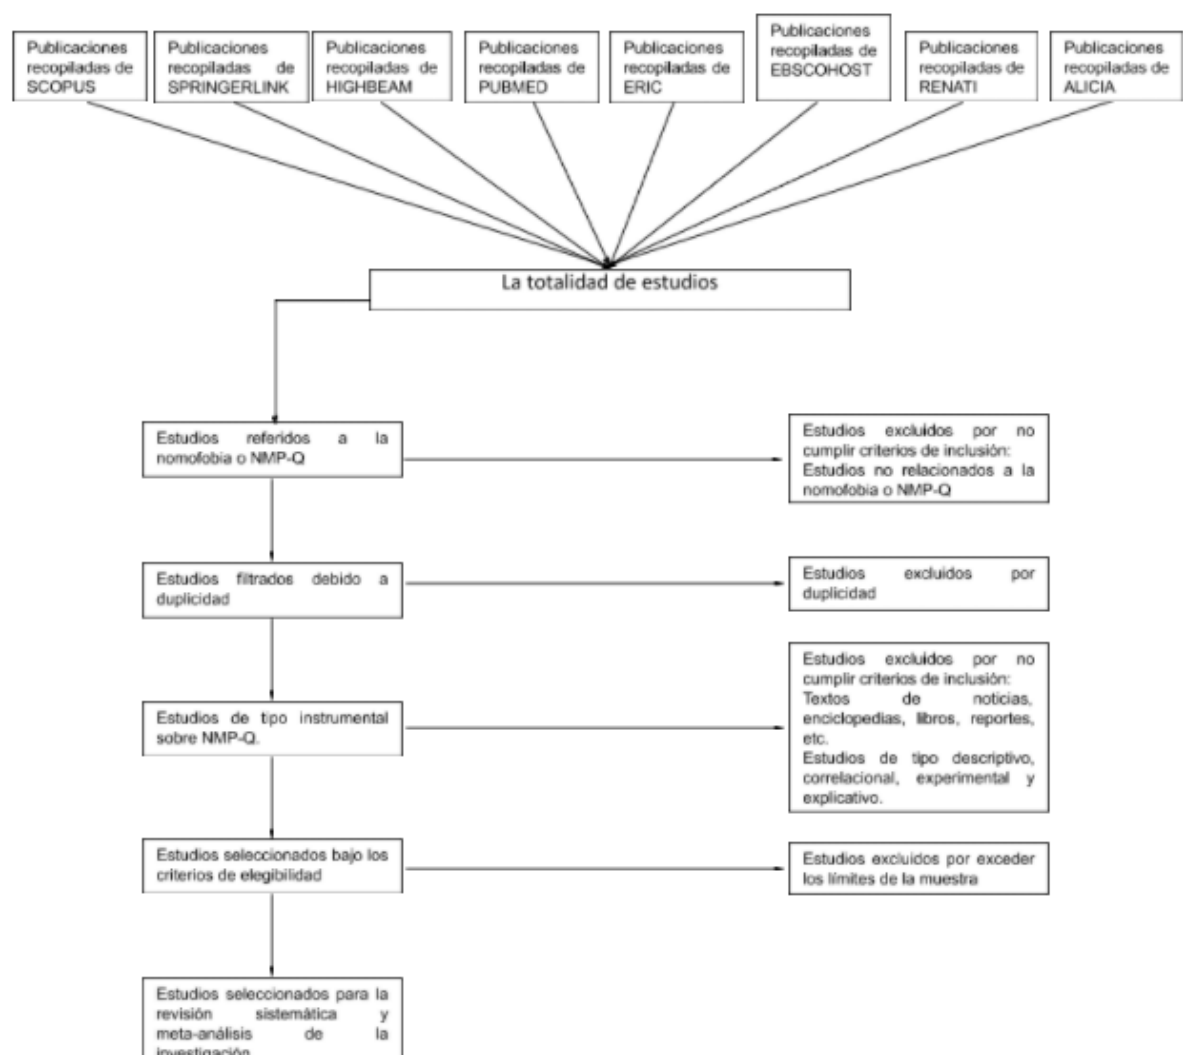 Publicaciones
recopiladas de
SCOPUS
Publicaciones
recopiladas de
SPRINGERLINK
Publicaciones
recopiladas de
HIGHBEAM
Publicaciones
recopiladas de
PUBMED
Publicaciones
recopiladas de
ERIC
Publicaciones
recopiladas de
EBSCOHOST
Publicaciones
recopiladas de
RENATI
Publicaciones
recopiladas de
ALICIA
La totalidad de estudios
Estudios referidos a la
nomofobia o NMP-Q
Estudios excluidos por no
cumplir criterios de inclusión:
Estudios no relacionados a la
nomofobia o NMP-Q
Estudios filtrados debido a
duplicidad
Estudios excluidos por
duplicidad
Estudios de tipo instrumental
sobre NMP-Q.
Estudios excluidos por no
cumplir criterios de inclusión:
Textos de noticias,
enciclopedias, libros, reportes,
etc.
Estudios de tipo descriptivo,
correlacional, experimental y
explicativo.
Estudios seleccionados bajo los
criterios de elegibilidad
Estudios excluidos por exceder
los límites de la muestra
Estudios seleccionados para la
revisión sistemática y
meta-análisis de la
investigación